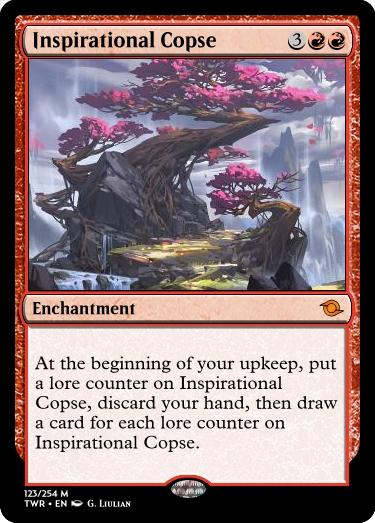 Inspirational Copse 3
Enchantment
At the beginning of your upkeep, put
a lore counter on Inspirational
Copse, discard your hand, then draw
a card for each lore counter on
Inspirational Copse.
123/254 M
TWR • EN G. Liulian